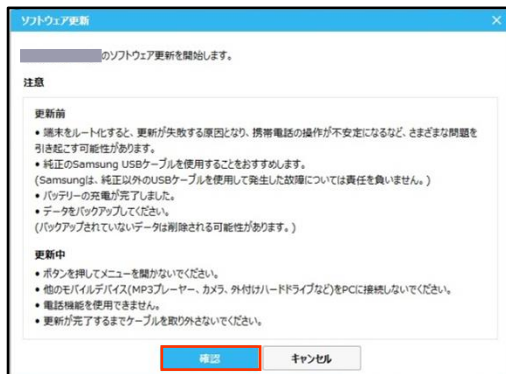 ソフトウェア更新
のソフトウェア更新を開始します。
注意
更新前
• 端末をルート化すると、更新が失敗する原因となり、携帯電話の操作が不安定になるなど、さまざまな問題を
引き起こす可能性があります。
• 純正のSamsung USBケーブルを使用することをおすすめします。
(Samsungは、純正以外のUSBケーブルを使用して発生した故障については責任を負いません。)
• バッテリーの充電が完了しました。
• データをバックアップしてください。
(バックアップされていないデータは削除される可能性があります。)
更新中
• ボタンを押してメニューを開かないでください。
• 他のモバイルデバイス(MP3プレーヤー、カメラ、外付けハードドライブなど)をPCに接続しないでください。
• 電話機能を使用できません。
• 更新が完了するまでケーブルを取り外さないでください。
確認 キャンセル